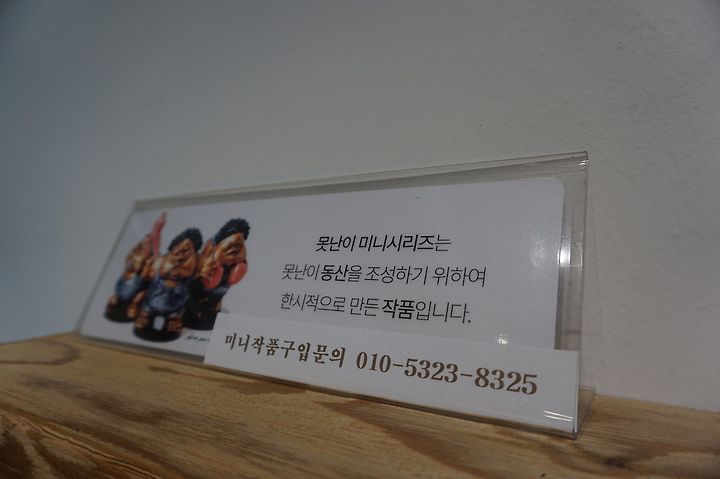 못난이 미니시리즈는
못난이 동산을 조성하기 위하여
한시적으로 만든 작품입니다.
미니작품구입문의 010-5323-8325